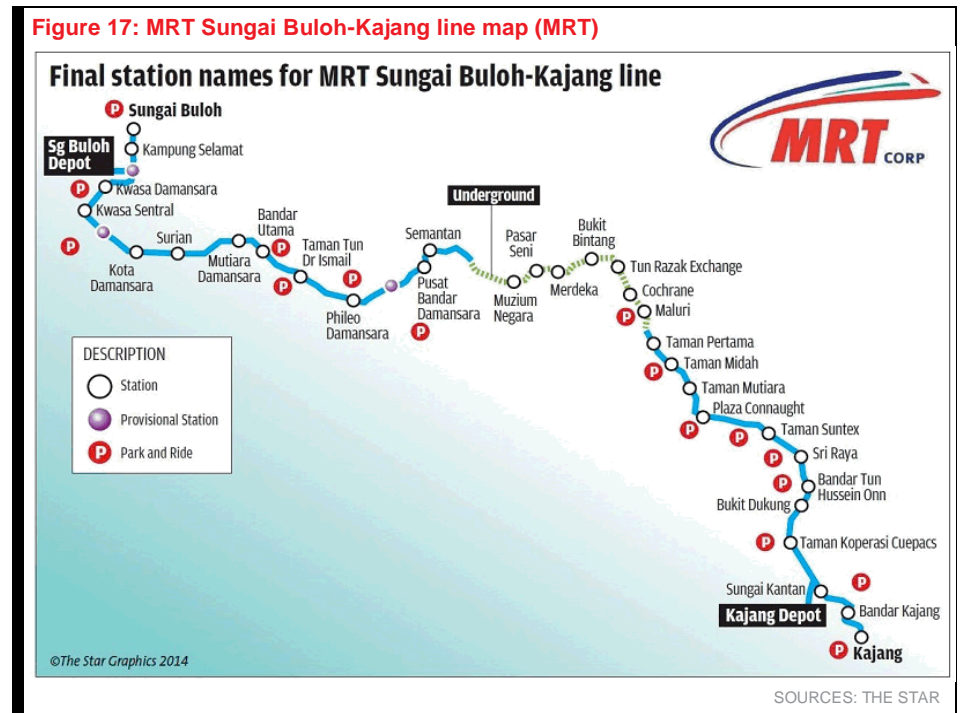 Figure 17: MRT Sungai Buloh-Kajang line map (MRT)
Final station names for MRT Sungai Buloh-Kajang line
MRT
CORP
P Sungai Buloh
Sg Buloh
Depot
Kampung Selamat
P
Kwasa Damansara
Kwasa Sentral
P
Kota
Damansara
Surian
Mutiara
Damansara
Bandar
Utama
P
P
Taman Tun
Dr Ismail
P
Phileo
Damansara
Semantan
Pusat
Bandar
Damansara
P
Underground
Muzium
Negara
Pasar
Seni
Merdeka
Bukit
Bintang
Tun Razak Exchange
Cochrane
P
Maluri
Taman Pertama
P
Taman Midah
Taman Mutiara
P
Plaza Connaught
P
Taman Suntex
P
Sri Raya
P
Bandar Tun
Hussein Onn
Bukit Dukung
P
Taman Koperasi Cuepacs
P
Sungai Kantan
Kajang Depot
Bandar Kajang
P
Kajang
DESCRIPTION
Station
Provisional Station
P Park and Ride
©The Star Graphics 2014
SOURCES: THE STAR